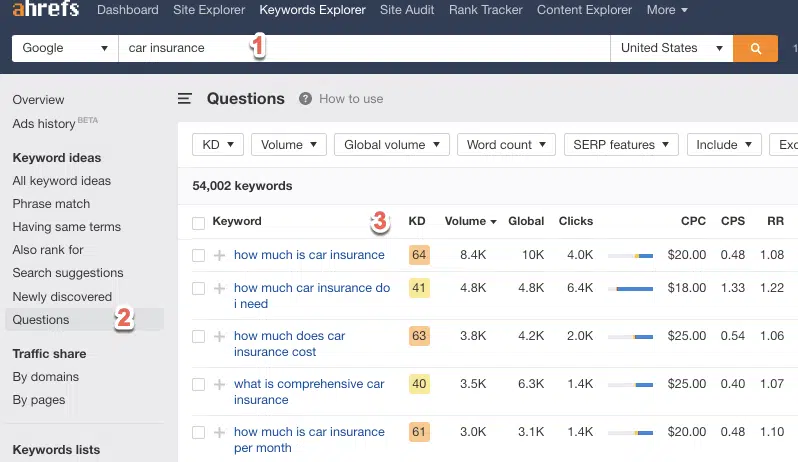 ahrefs Dashboard Site Explorer Keywords Explorer Site Audit Rank Tracker Content Explorer More
Google car insurance 1 United States 1
Overview
Ads history BETA
Keyword ideas
All keyword ideas
Phrase match
Having same terms
Also rank for
Search suggestions
Newly discovered
Questions 2
Traffic share
By domains
By pages
Keywords lists
Questions ? How to use
KD Volume Global volume Word count SERP features Include Exc
54,002 keywords
Keyword 3 KD Volume Global Clicks CPC CPS RR
how much is car insurance 64 8.4K 10K 4.0K $20.00 0.48 1.08
how much car insurance do 41 4.8K 4.8K 6.4K $18.00 1.33 1.22
i need
how much does car 63 3.8K 4.2K 2.0K $25.00 0.54 1.06
insurance cost
what is comprehensive car 40 3.5K 6.3K 1.4K $25.00 0.40 1.07
insurance
how much is car insurance 61 3.0K 3.1K 1.4K $20.00 0.48 1.10
per month